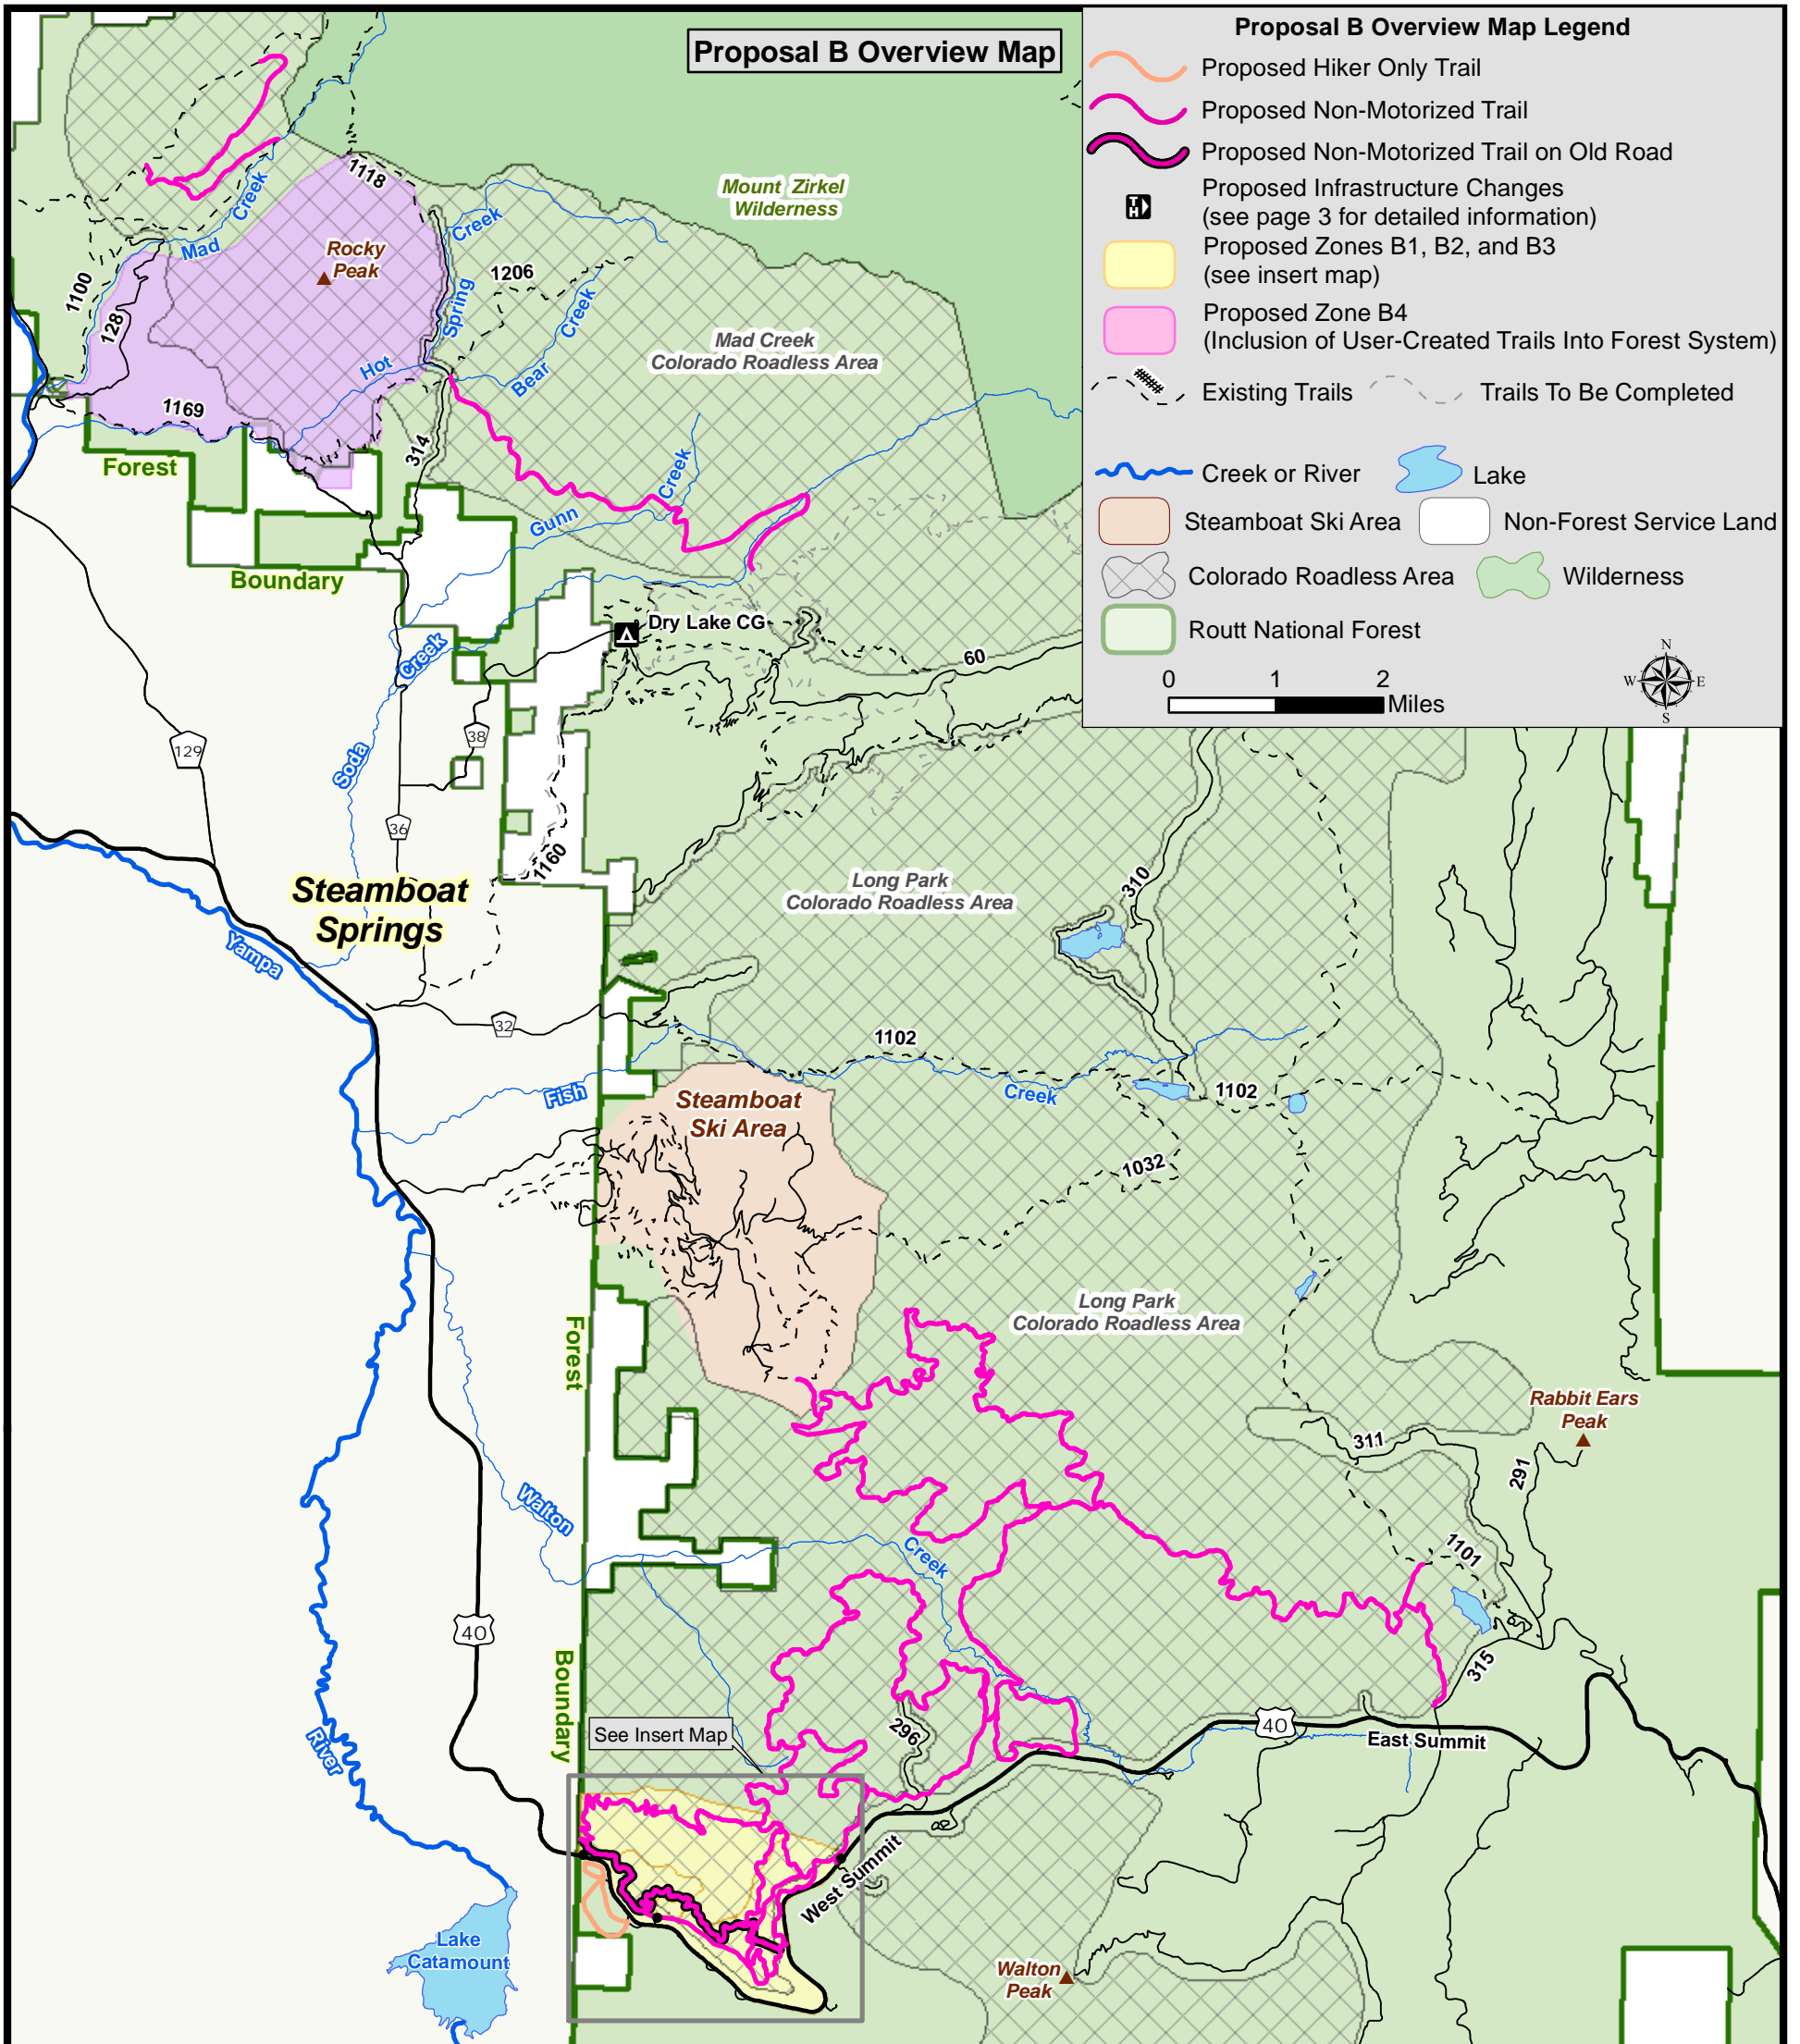 Proposal B Overview Map
Proposal B Overview Map Legend
Proposed Hiker Only Trail
Proposed Non-Motorized Trail
Proposed Non-Motorized Trail on Old Road
TH
Proposed Infrastructure Changes
(see page 3 for detailed information)
Proposed Zones B1, B2, and B3
(see insert map)
Proposed Zone B4
(Inclusion of User-Created Trails Into Forest System)
Existing Trails
Trails To Be Completed
Creek or River
Lake
Steamboat Ski Area
Non-Forest Service Land
Colorado Roadless Area
Wilderness
Routt National Forest
0 1 2
Miles
N
W E
S
1118
Mount Zirkel
Wilderness
Mad
Creek
Rocky
Peak
Creek
Spring
Hot
1206
Bear
Creek
1100
128
Mad Creek
Colorado Roadless Area
1169
314
Forest
Creek
Gunn
Boundary
Dry Lake CG
60
Creek
Soda
38
129
36
1160
Steamboat
Springs
Yampa
Long Park
Colorado Roadless Area
310
32
1102
Creek
1102
Fish
Steamboat
Ski Area
1032
Long Park
Colorado Roadless Area
Forest
Rabbit Ears
Peak
311
291
Walton
Creek
1101
40
Boundary
315
See Insert Map
296
40
East Summit
River
West Summit
Lake
Catamount
Walton
Peak